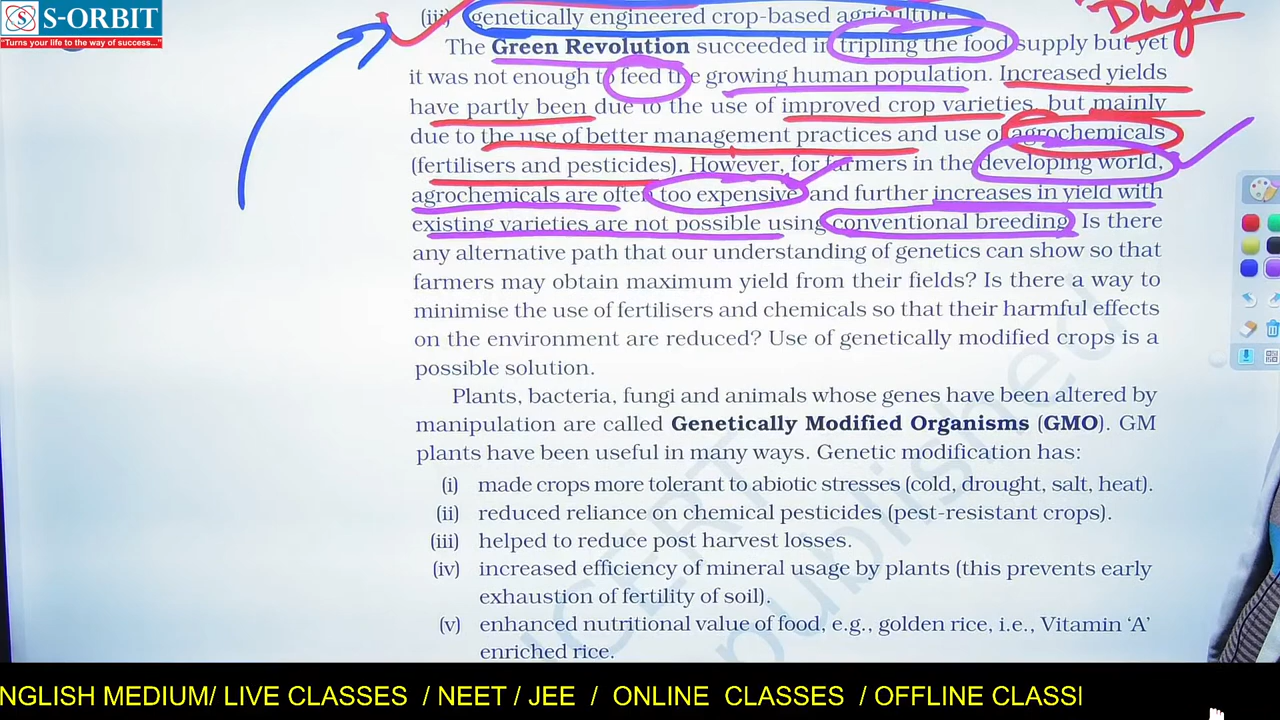 S-ORBIT
"Turns your life to the way of success..."
(iii) genetically engineered crop-based agriculture
The Green Revolution succeeded in tripling the food supply but yet
it was not enough to feed the growing human population. Increased yields
have partly been due to the use of improved crop varieties, but mainly
due to the use of better management practices and use of agrochemicals
(fertilisers and pesticides). However, for farmers in the developing world,
agrochemicals are often too expensive and further increases in yield with
existing varieties are not possible using conventional breeding. Is there
any alternative path that our understanding of genetics can show so that
farmers may obtain maximum yield from their fields? Is there a way to
minimise the use of fertilisers and chemicals so that their harmful effects
on the environment are reduced? Use of genetically modified crops is a
possible solution.
Plants, bacteria, fungi and animals whose genes have been altered by
manipulation are called Genetically Modified Organisms (GMO). GM
plants have been useful in many ways. Genetic modification has:
(i) made crops more tolerant to abiotic stresses (cold, drought, salt, heat).
(ii) reduced reliance on chemical pesticides (pest-resistant crops).
(iii) helped to reduce post harvest losses.
(iv) increased efficiency of mineral usage by plants (this prevents early
exhaustion of fertility of soil).
(v) enhanced nutritional value of food, e.g., golden rice, i.e., Vitamin ‘A’
enriched rice.
NGLISH MEDIUM/ LIVE CLASSES / NEET / JEE / ONLINE CLASSES / OFFLINE CLASSI